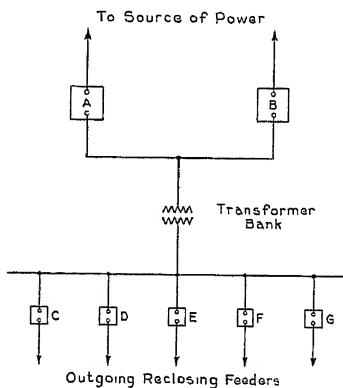 To Source of Power
A
B
Transformer
Bank
C
D
E
F
G
Outgoing Reclosing Feeders